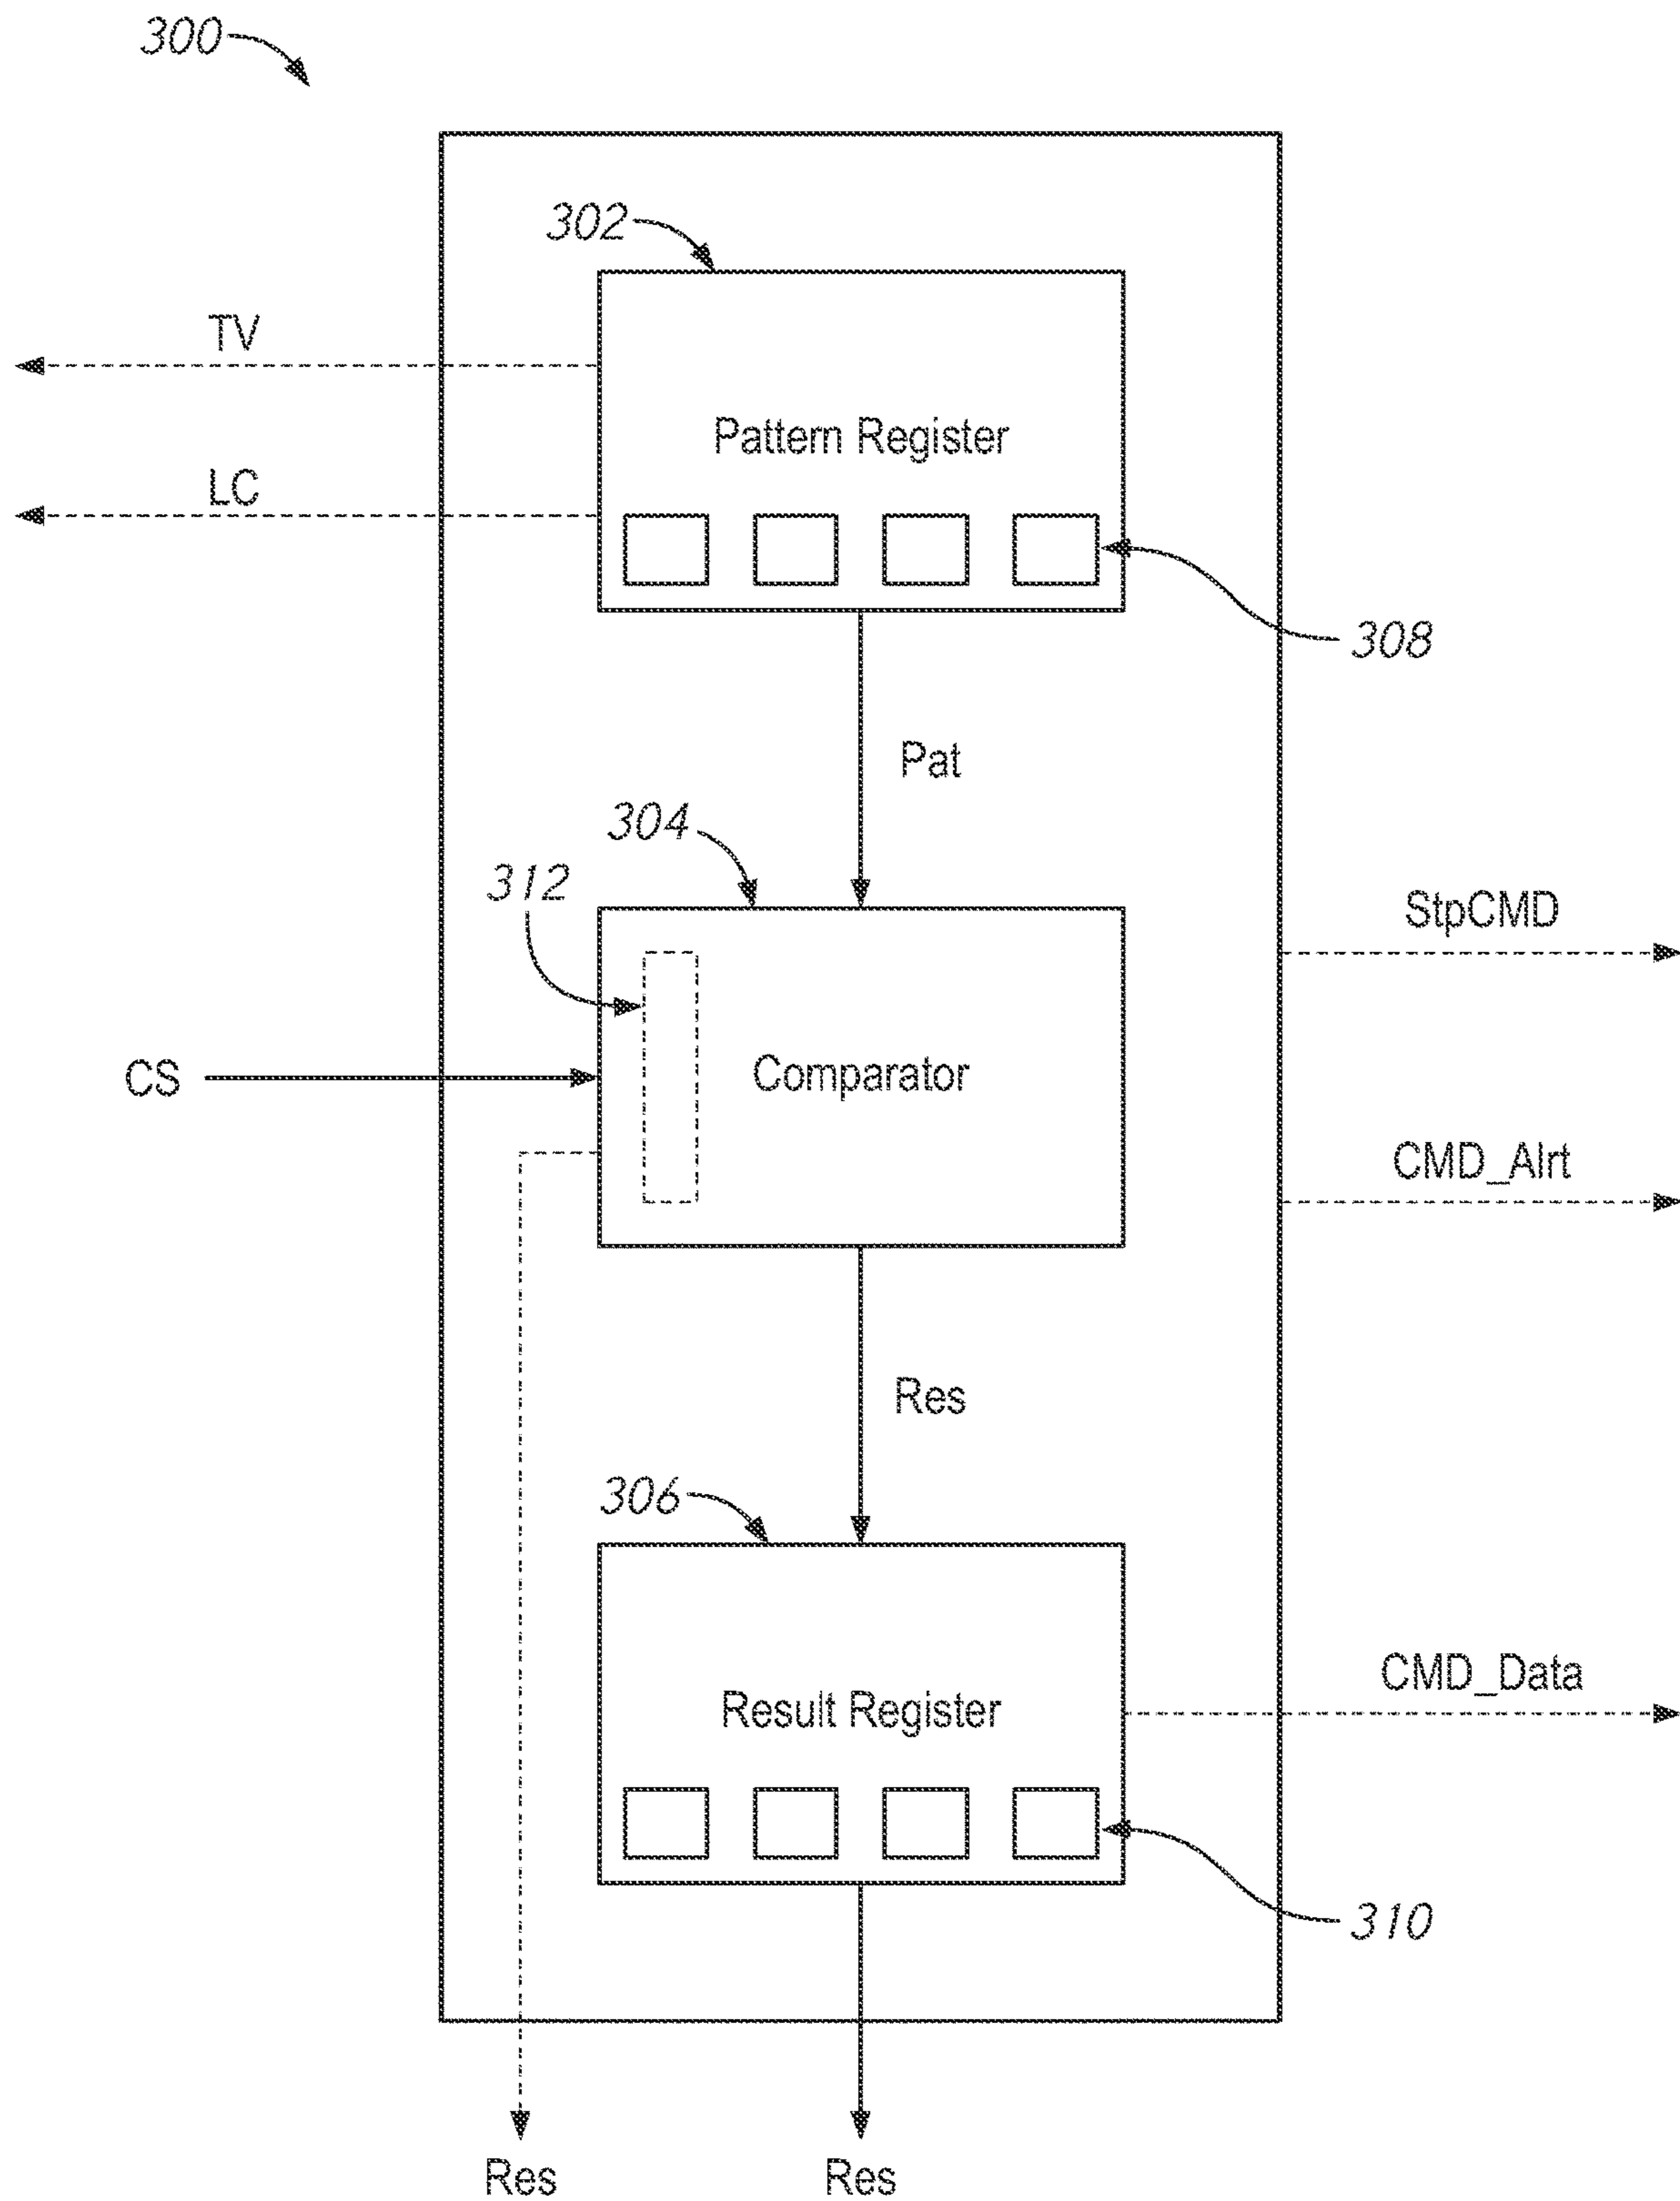 300
302
TV
Pattern Register
LC
308
Pat
304
312
StpCMD
Comparator
CS
CMD_Alrt
Res
306
CMD_Data
Result Register
310
Res
Res